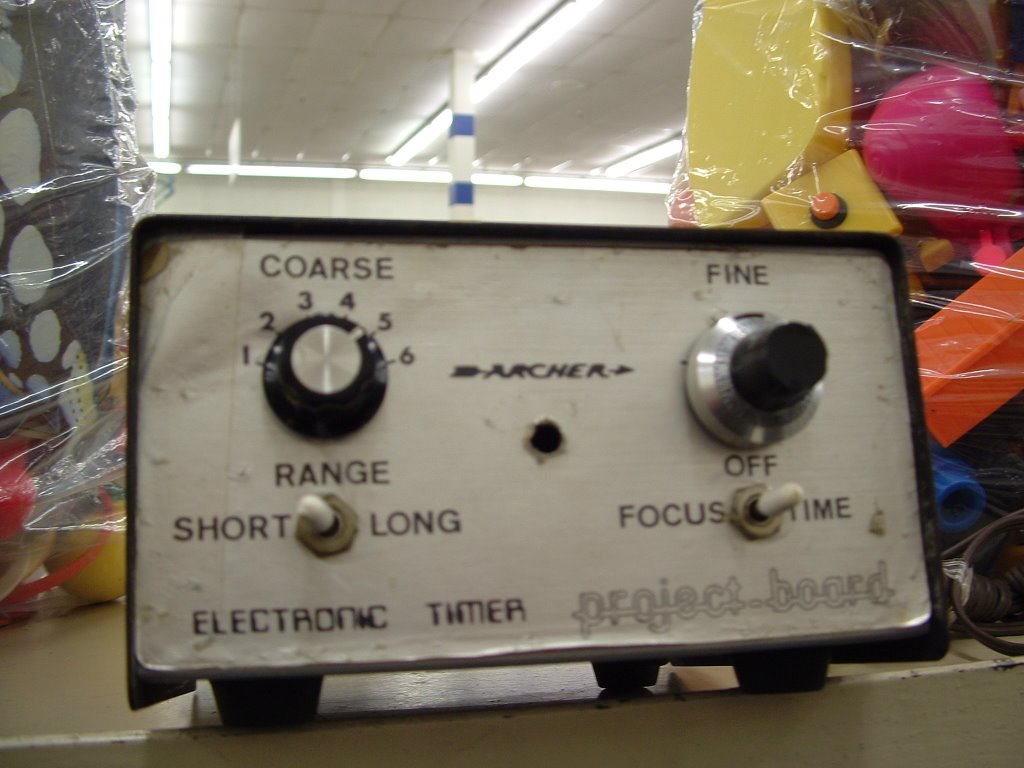 COARSE
FINE
1 2 3 4 5 6
ARCHER
RANGE
OFF
SHORT LONG
FOCUS TIME
ELECTRONIC TIMER
project-board